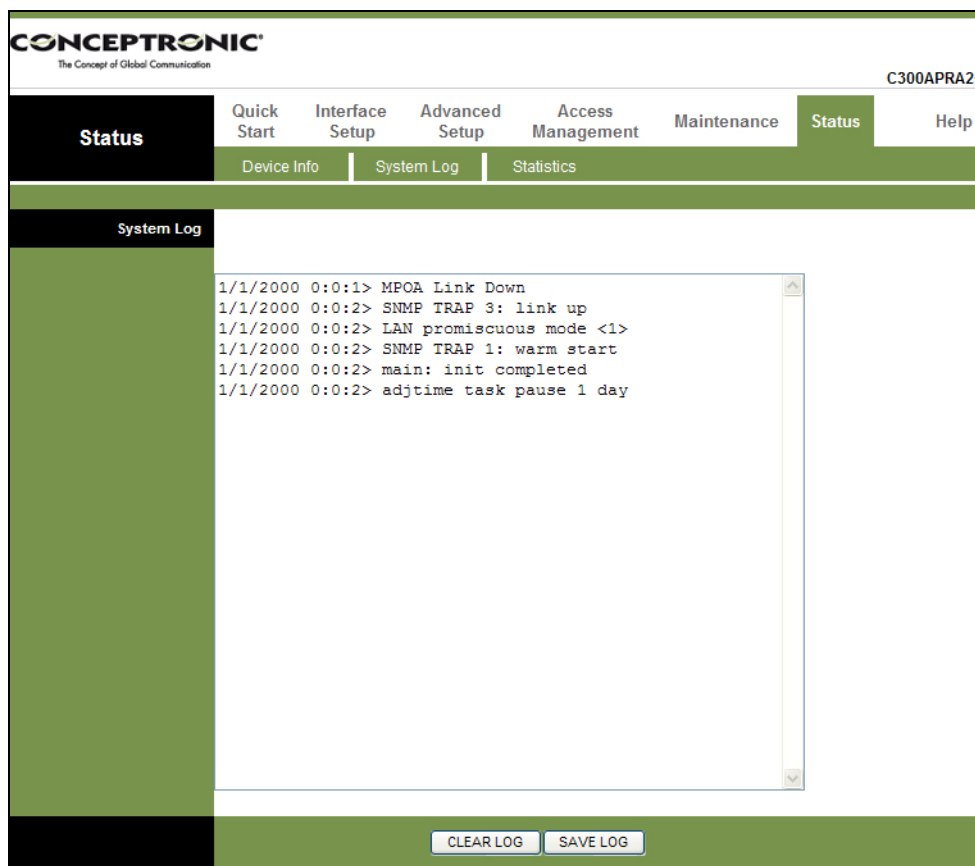 CONCEPTRONIC®
The Concept of Global Communication
C300APRA2
Status
Quick Start
Interface Setup
Advanced Setup
Access Management
Maintenance
Status
Help
Device Info
System Log
Statistics
System Log
1/1/2000 0:0:1> MPOA Link Down
1/1/2000 0:0:2> SNMP TRAP 3: link up
1/1/2000 0:0:2> LAN promiscuous mode <1>
1/1/2000 0:0:2> SNMP TRAP 1: warm start
1/1/2000 0:0:2> main: init completed
1/1/2000 0:0:2> adjtime task pause 1 day
CLEAR LOG
SAVE LOG